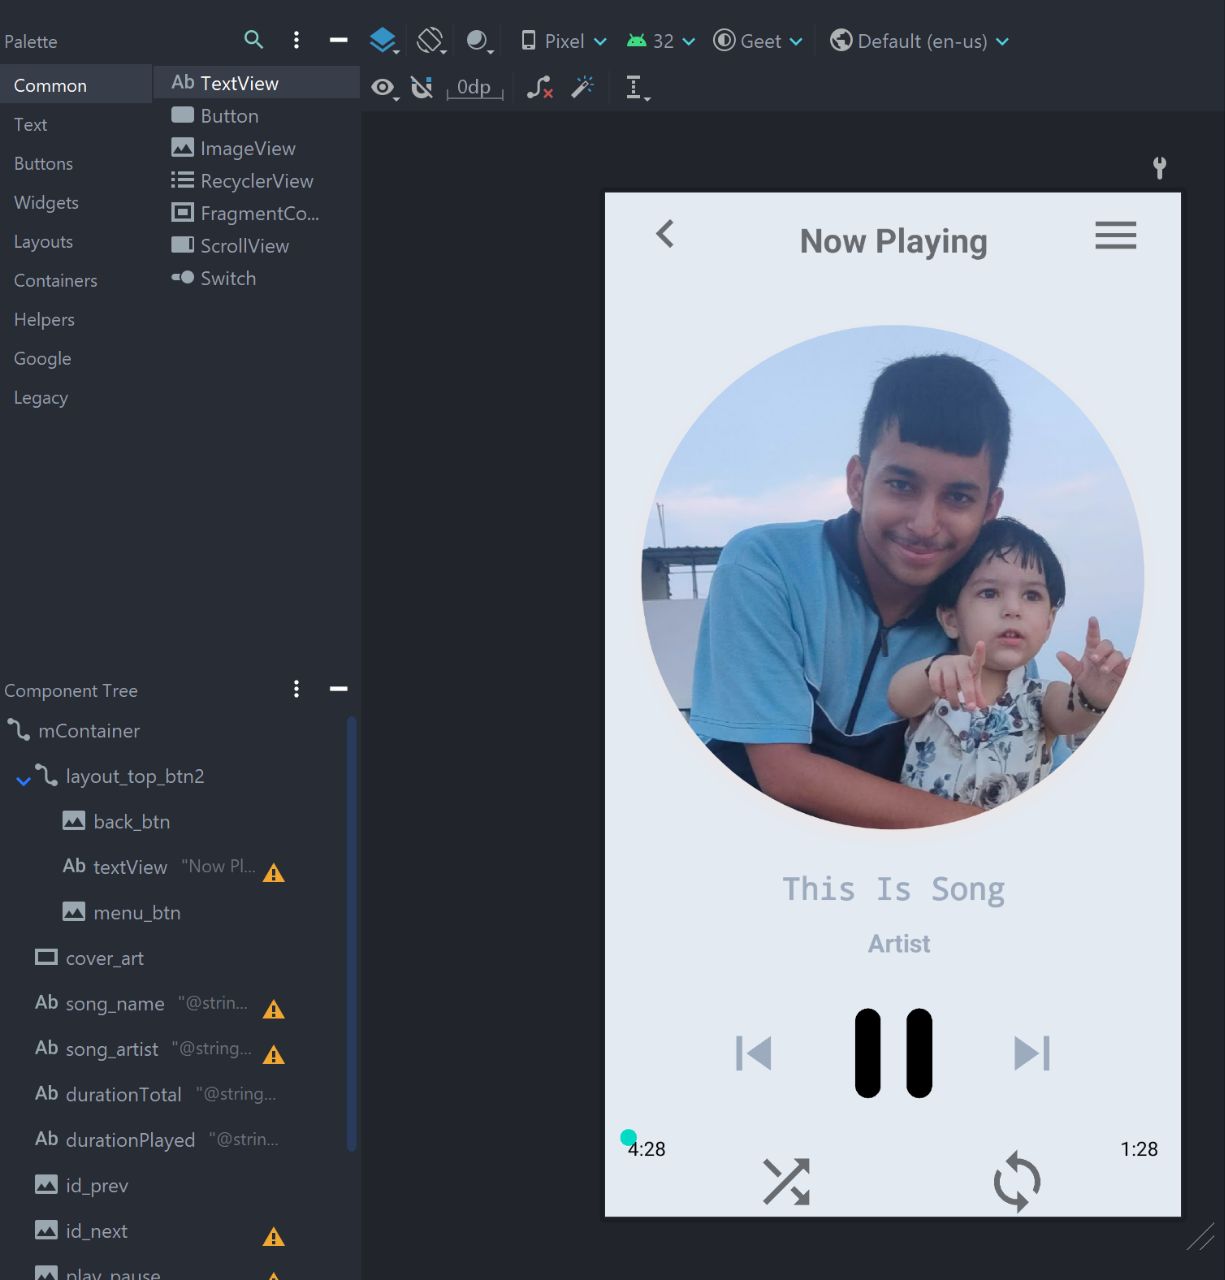 Palette
Pixel
32
Geet
Default (en-us)
0dp
Common
Text
Buttons
Widgets
Layouts
Containers
Helpers
Google
Legacy
Ab TextView
Button
ImageView
RecyclerView
FragmentCo...
ScrollView
Switch
Component Tree
mContainer
layout_top_btn2
back_btn
Ab textView "Now Pl...
menu_btn
cover_art
Ab song_name "@strin...
Ab song_artist "@string...
Ab durationTotal "@string...
Ab durationPlayed "@strin...
id_prev
id_next
play_pause
Now Playing
This Is Song
Artist
4:28
1:28